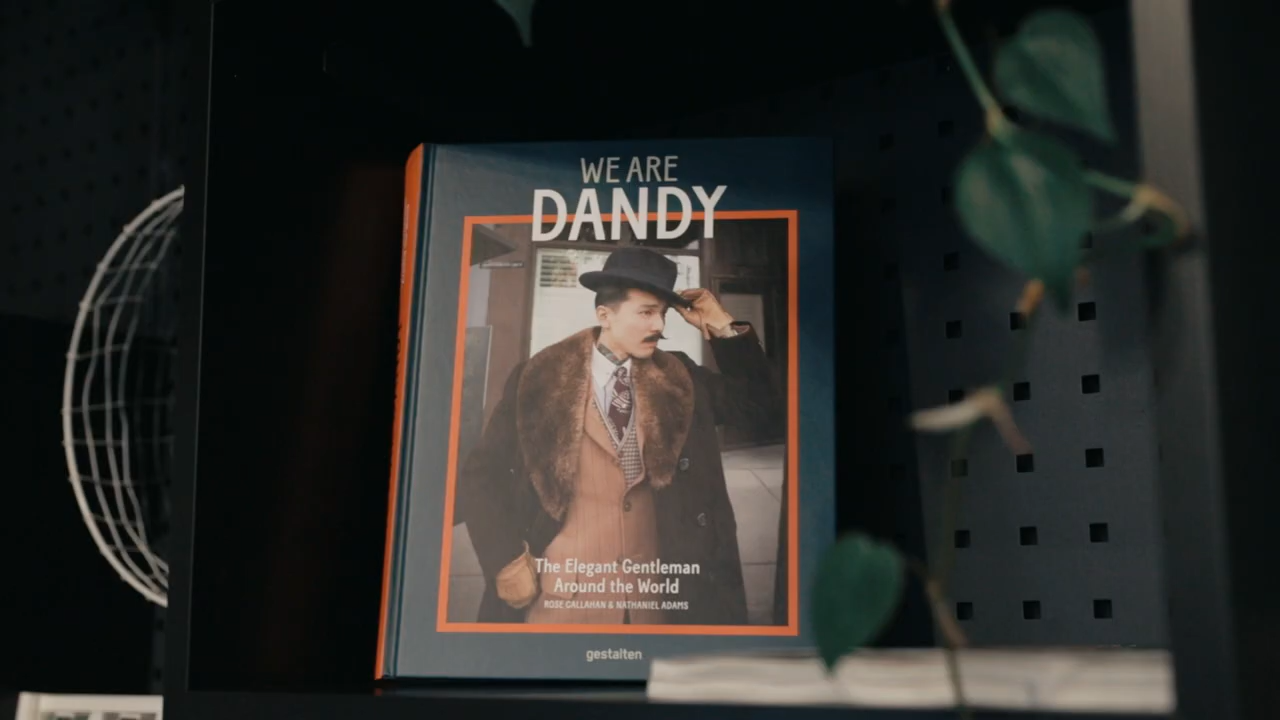 WE ARE
DANDY
The Elegant Gentleman
Around the World
ROSE CALLAHAN & NATHANIEL ADAMS
gestalten